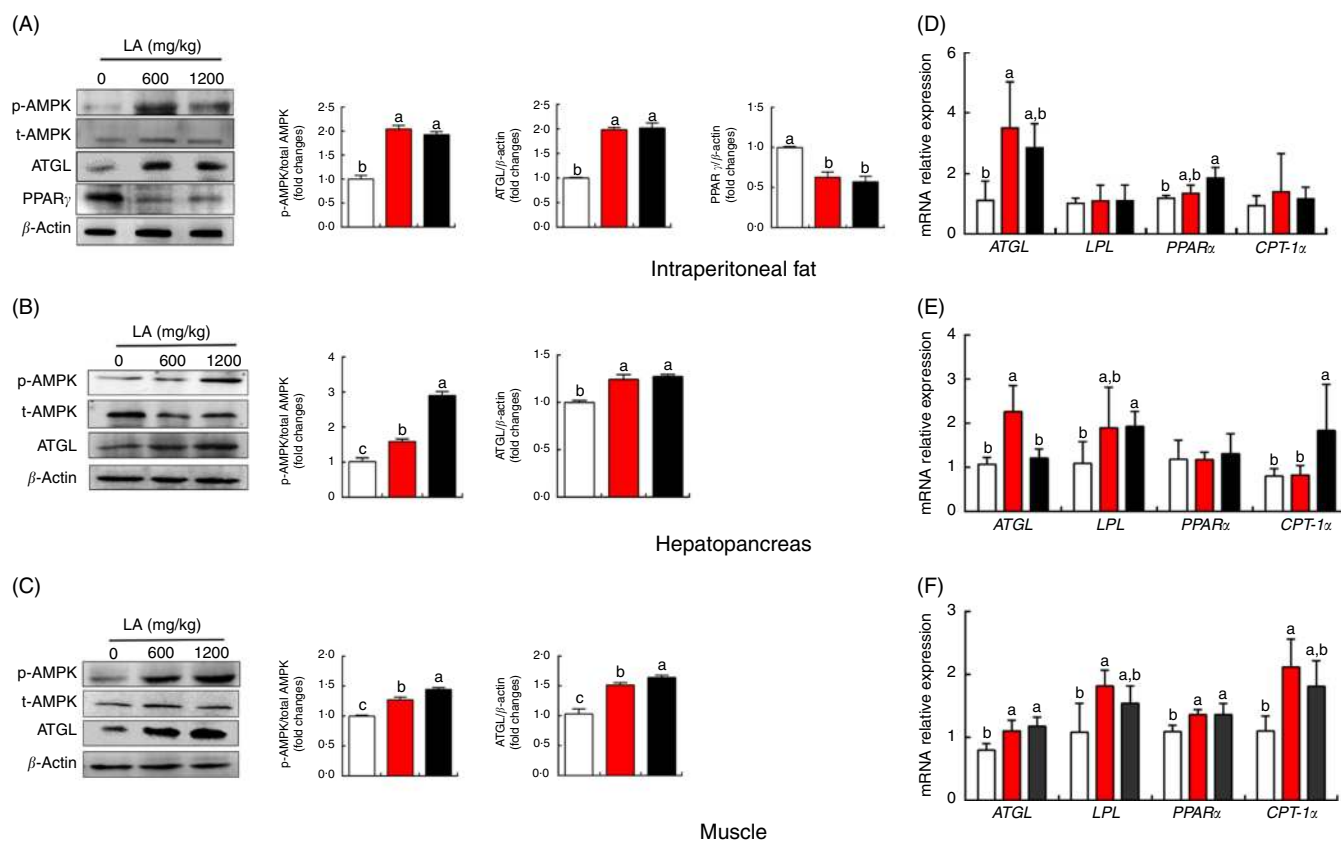 (A)
LA (mg/kg)
0 600 1200
p-AMPK
t-AMPK
ATGL
PPARγ
β-Actin
p-AMPK/total AMPK
(fold changes)
2·5
2·0
1·5
1·0
0·5
0·0
b a a
ATGL/β-actin
(fold changes)
2·5
2·0
1·5
1·0
0·5
0·0
b a a
PPAR γ/β-actin
(fold changes)
1·5
1·0
0·5
0·0
a b b
Intraperitoneal fat
(D)
mRNA relative expression
6
4
2
0
b a a,b
b a,b a
ATGL LPL PPARα CPT-1α
(B)
LA (mg/kg)
0 600 1200
p-AMPK
t-AMPK
ATGL
β-Actin
p-AMPK/total AMPK
(fold changes)
4
3
2
1
0
c b a
ATGL/β-actin
(fold changes)
1·5
1·0
0·5
0·0
b a a
Hepatopancreas
(E)
mRNA relative expression
4
3
2
1
0
b a b
b a,b a
b b a
ATGL LPL PPARα CPT-1α
(C)
LA (mg/kg)
0 600 1200
p-AMPK
t-AMPK
ATGL
β-Actin
p-AMPK/total AMPK
(fold changes)
2·0
1·5
1·0
0·5
0·0
c b a
ATGL/β-actin
(fold changes)
2·0
1·5
1·0
0·5
0·0
c b a
Muscle
(F)
mRNA relative expression
3
2
1
0
b a a
b a a,b
b a a
b a a,b
ATGL LPL PPARα CPT-1α